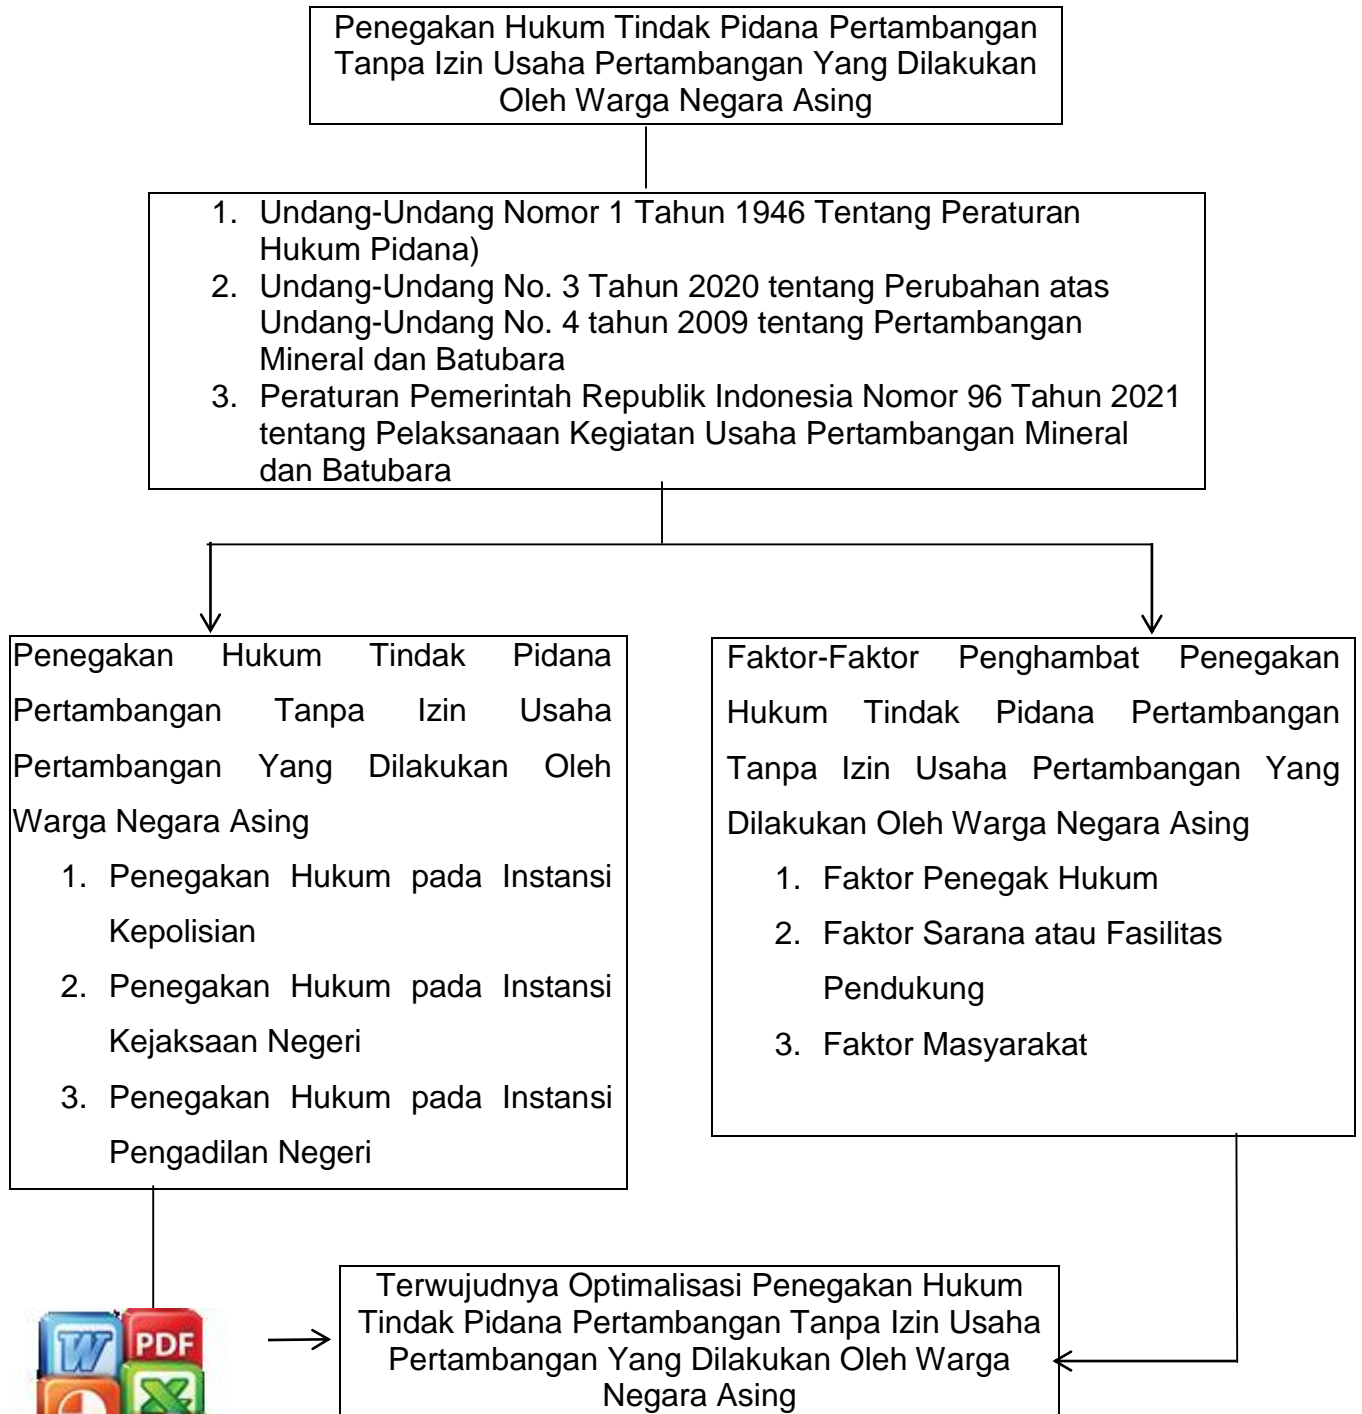 Penegakan Hukum Tindak Pidana Pertambangan
Tanpa Izin Usaha Pertambangan Yang Dilakukan
Oleh Warga Negara Asing
1. Undang-Undang Nomor 1 Tahun 1946 Tentang Peraturan
Hukum Pidana)
2. Undang-Undang No. 3 Tahun 2020 tentang Perubahan atas
Undang-Undang No. 4 tahun 2009 tentang Pertambangan
Mineral dan Batubara
3. Peraturan Pemerintah Republik Indonesia Nomor 96 Tahun 2021
tentang Pelaksanaan Kegiatan Usaha Pertambangan Mineral
dan Batubara
Penegakan Hukum Tindak Pidana
Pertambangan Tanpa Izin Usaha
Pertambangan Yang Dilakukan Oleh
Warga Negara Asing
1. Penegakan Hukum pada Instansi
Kepolisian
2. Penegakan Hukum pada Instansi
Kejaksaan Negeri
3. Penegakan Hukum pada Instansi
Pengadilan Negeri
Faktor-Faktor Penghambat Penegakan
Hukum Tindak Pidana Pertambangan
Tanpa Izin Usaha Pertambangan Yang
Dilakukan Oleh Warga Negara Asing
1. Faktor Penegak Hukum
2. Faktor Sarana atau Fasilitas
Pendukung
3. Faktor Masyarakat
Terwujudnya Optimalisasi Penegakan Hukum
Tindak Pidana Pertambangan Tanpa Izin Usaha
Pertambangan Yang Dilakukan Oleh Warga
Negara Asing
W PDF
X